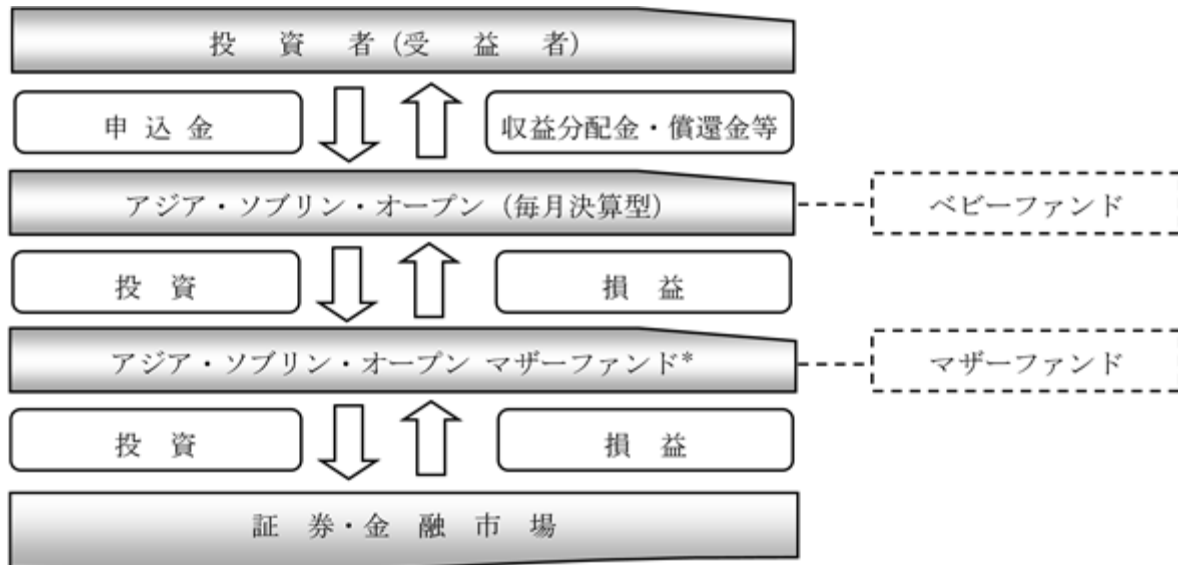 投資者(受益者)
申込金
収益分配金・償還金等
アジア・ソブリン・オープン(毎月決算型)
ベビーファンド
投資
損益
アジア・ソブリン・オープン マザーファンド*
マザーファンド
投資
損益
証券・金融市場